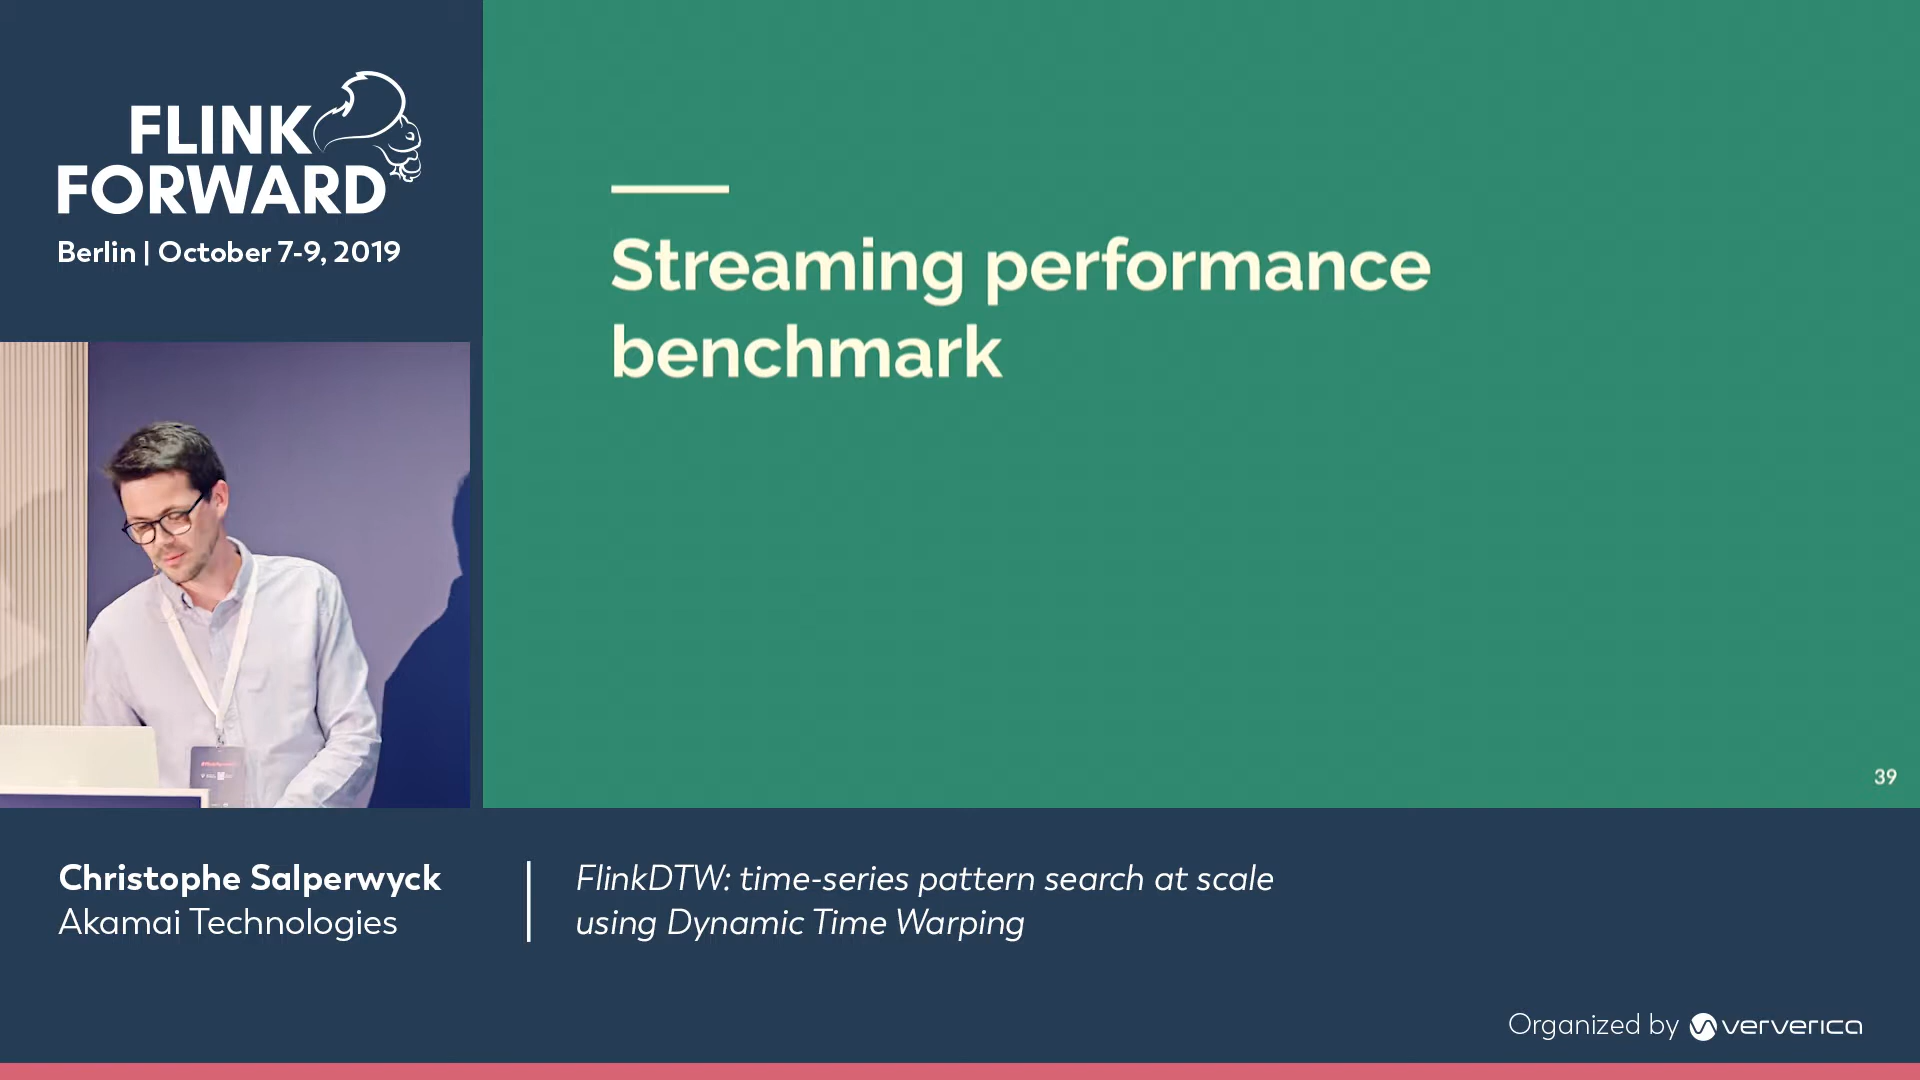 FLINK
FORWARD
Berlin | October 7-9, 2019
Streaming performance
benchmark
39
Christophe Salperwyck
Akamai Technologies
FlinkDTW: time-series pattern search at scale
using Dynamic Time Warping
Organized by ververica